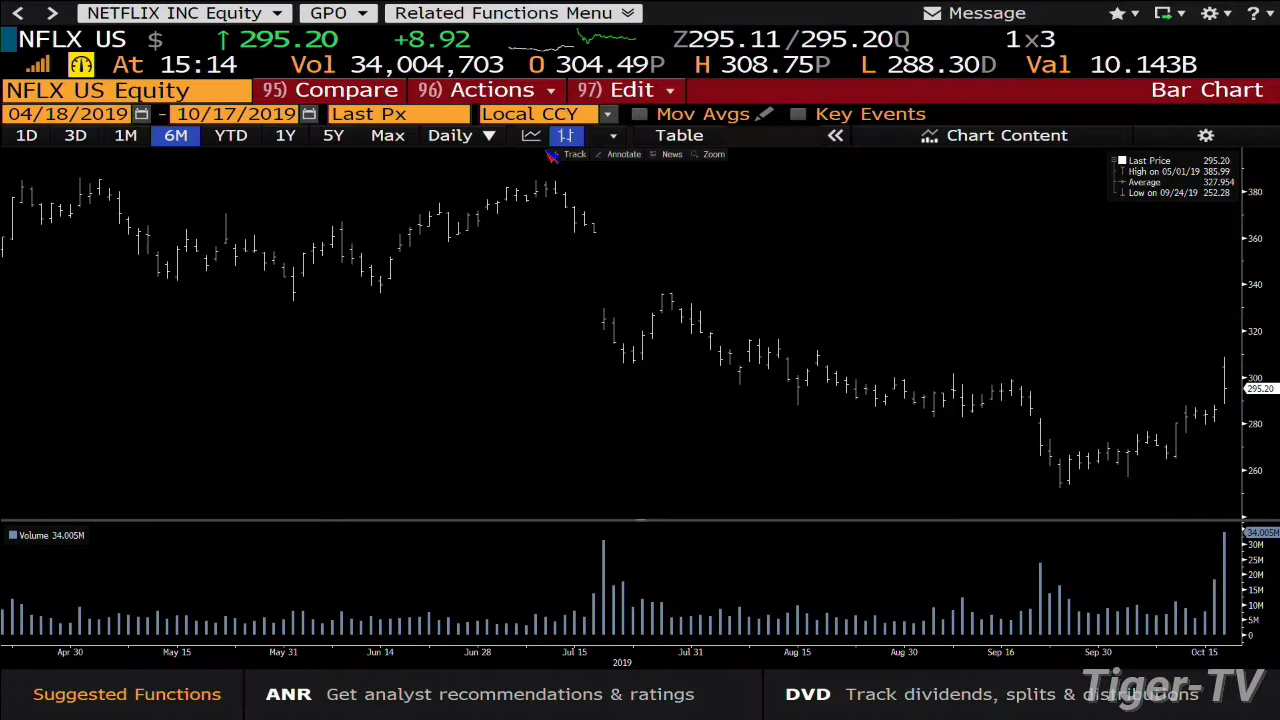 < > NETFLIX INC Equity GPO Related Functions Menu Message ?
NFLX US $ ↑ 295.20 +8.92 Z295.11/295.20Q 1x3
At 15:14 Vol 34,004,703 O 304.49P H 308.75P L 288.30D Val 10.143B
NFLX US Equity 95) Compare 96) Actions 97) Edit Bar Chart
04/18/2019 - 10/17/2019 Last Px Local CCY Mov Avgs Key Events
1D 3D 1M 6M YTD 1Y 5Y Max Daily ▼ Table « Chart Content
Track Annotate News Zoom
Last Price 295.20
High on 05/01/19 385.99
Average 327.954
Low on 09/24/19 252.28
380
360
340
320
300
295.20
280
260
Volume 34.005M
34.005M
30M
25M
20M
15M
10M
5M
0
Apr 30 May 15 May 31 Jun 14 Jun 28 Jul 15 Jul 31 Aug 15 Aug 30 Sep 16 Sep 30 Oct 15
2019
Suggested Functions ANR Get analyst recommendations & ratings DVD Track dividends, splits & distributions
Tiger-TV